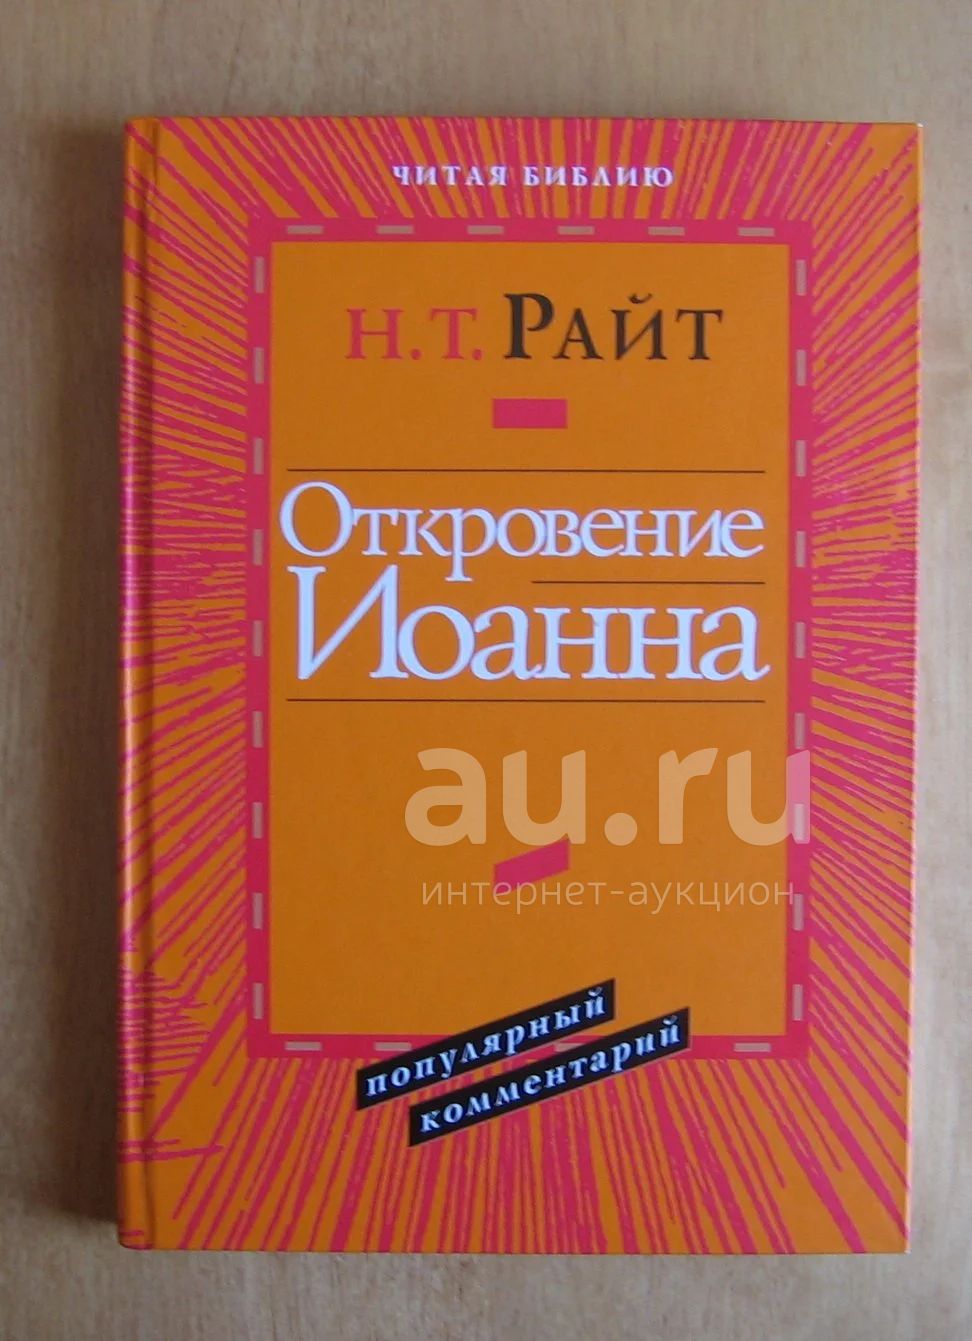 ЧИТАЯ БИБЛИЮ
Н.Т. РАЙТ
ОТКРОВЕНИЕ
ИОАННА
au.ru
интернет-аукцион
популярный
комментарий